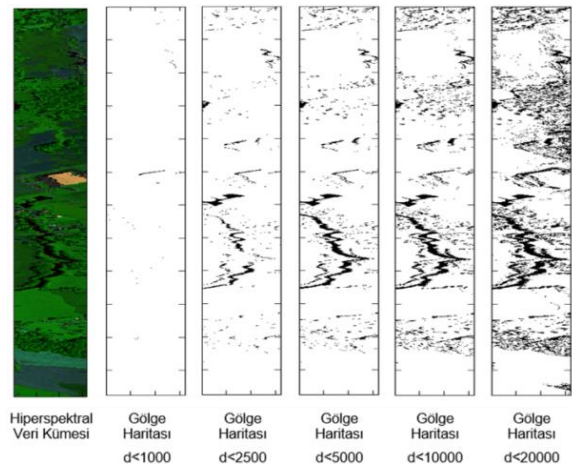 Hiperspektral
Veri Kümesi
Gölge
Haritası
d<1000
Gölge
Haritası
d<2500
Gölge
Haritası
d<5000
Gölge
Haritası
d<10000
Gölge
Haritası
d<20000